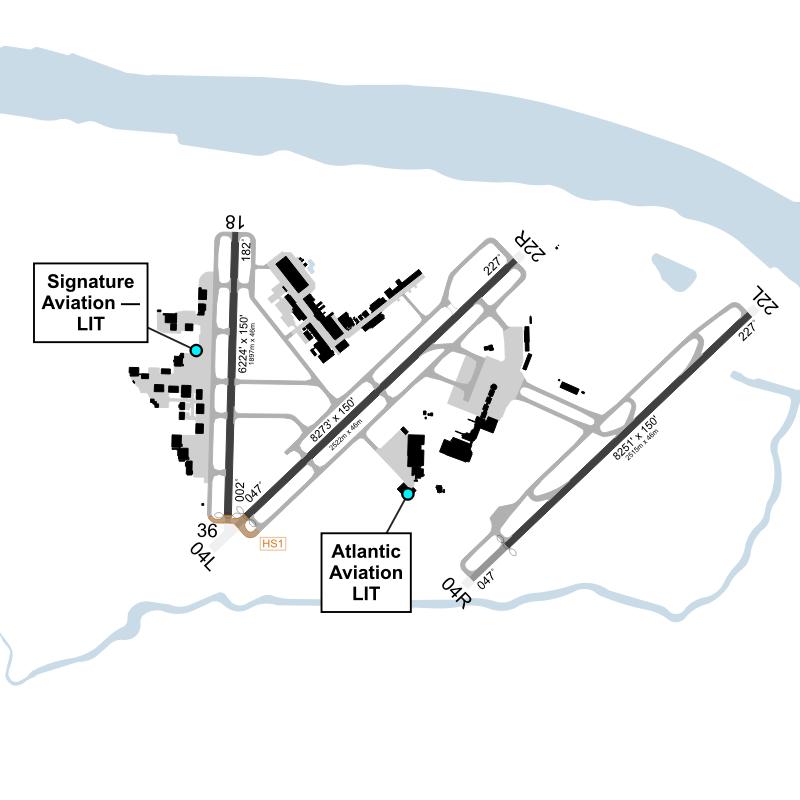 18
182°
22R
227°
Signature
Aviation —
LIT
22L
227°
6224' x 150'
1897m x 46m
8273' x 150'
2522m x 46m
8251' x 150'
2515m x 46m
002°
047°
36
04L
HS1
Atlantic
Aviation
LIT
04R
047°